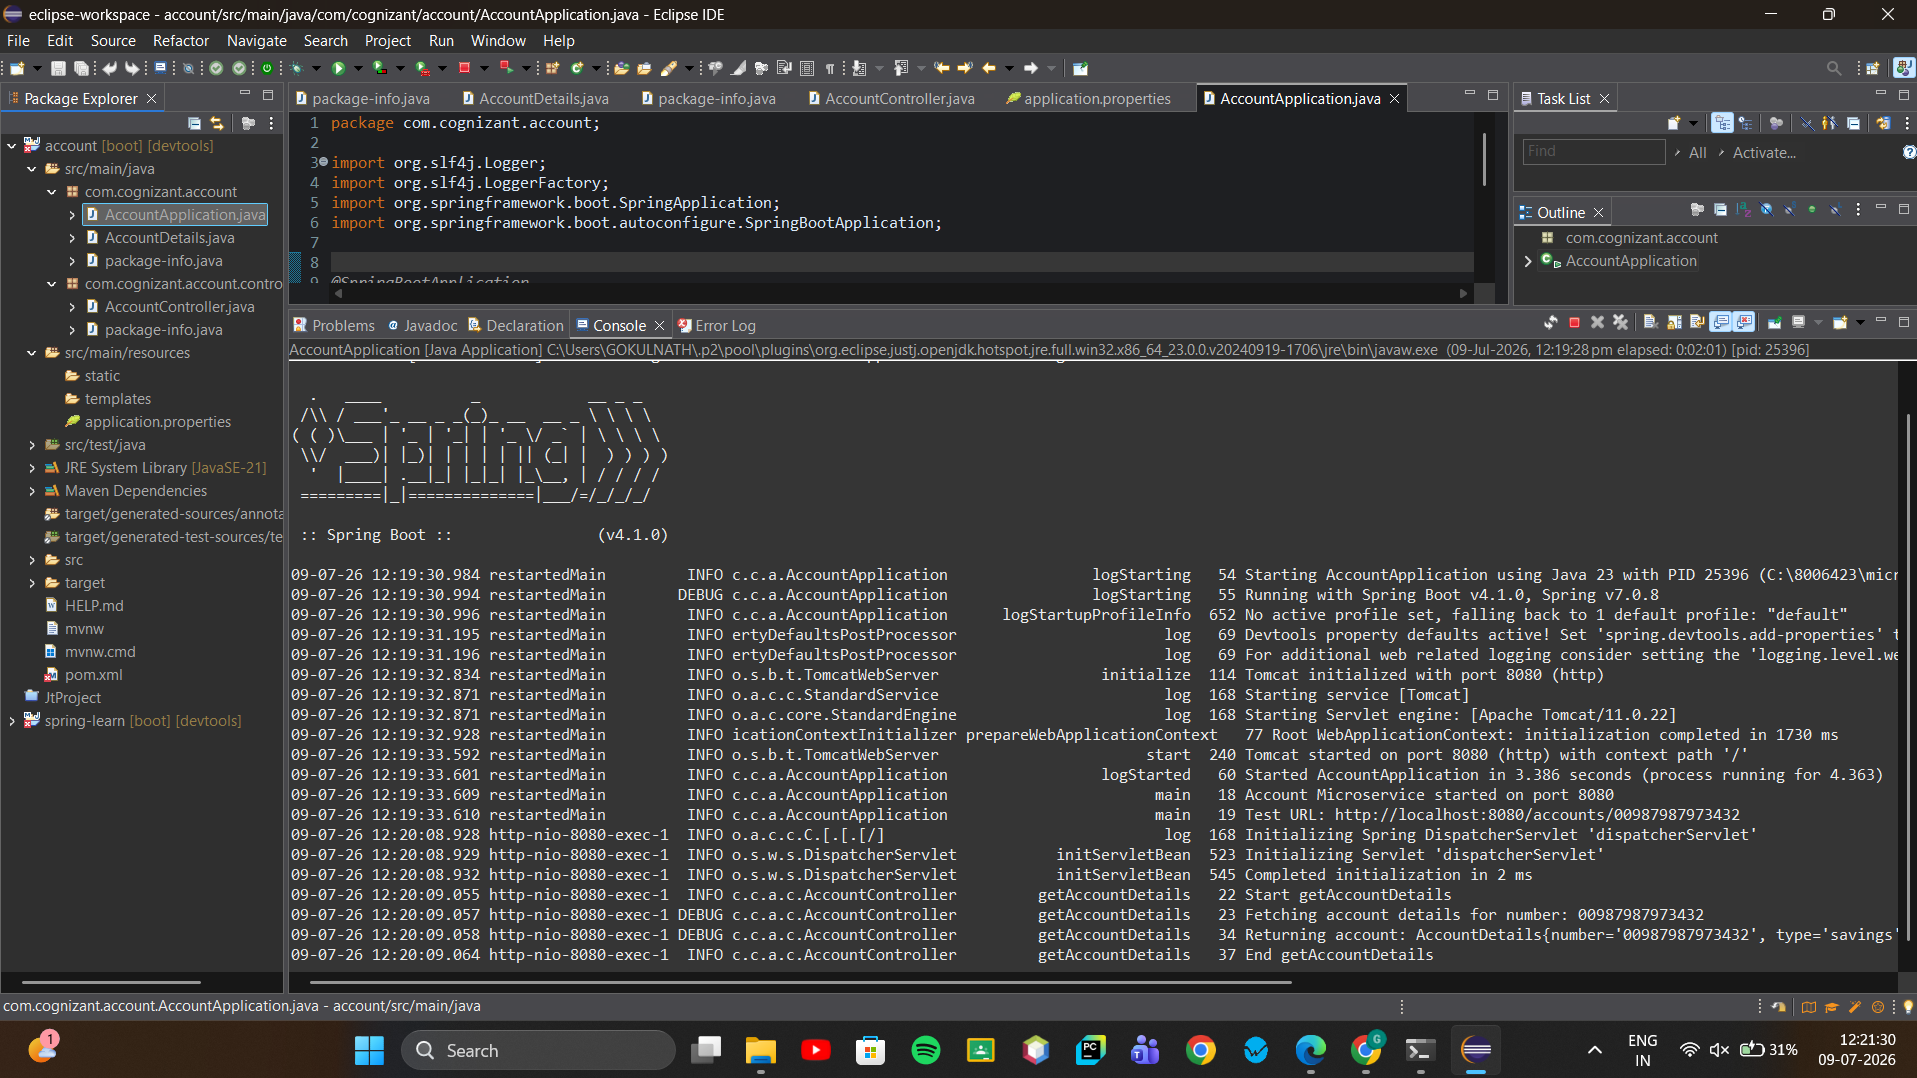 eclipse-workspace - account/src/main/java/com/cognizant/account/AccountApplication.java - Eclipse IDE
File Edit Source Refactor Navigate Search Project Run Window Help
Package Explorer
account [boot] [devtools]
src/main/java
com.cognizant.account
AccountApplication.java
AccountDetails.java
package-info.java
com.cognizant.account.contro
AccountController.java
package-info.java
src/main/resources
static
templates
application.properties
src/test/java
JRE System Library [JavaSE-21]
Maven Dependencies
target/generated-sources/annota
target/generated-test-sources/te
src
target
HELP.md
mvnw
mvnw.cmd
pom.xml
JtProject
spring-learn [boot] [devtools]
package-info.java AccountDetails.java package-info.java AccountController.java application.properties AccountApplication.java
1 package com.cognizant.account;
2
3 import org.slf4j.Logger;
4 import org.slf4j.LoggerFactory;
5 import org.springframework.boot.SpringApplication;
6 import org.springframework.boot.autoconfigure.SpringBootApplication;
7
8
9 @SpringBootApplication
Task List
Find All Activate...
Outline
com.cognizant.account
AccountApplication
Problems Javadoc Declaration Console Error Log
AccountApplication [Java Application] C:\Users\GOKULNATH\.p2\pool\plugins\org.eclipse.justj.openjdk.hotspot.jre.full.win32.x86_64_23.0.0.v20240919-1706\jre\bin\javaw.exe (09-Jul-2026, 12:19:28 pm elapsed: 0:02:01) [pid: 25396]
  .   ____          _            __ _ _
 /\\ / ___'_ __ _ _(_)_ __  __ _ \ \ \ \
( ( )\___ | '_ | '_| | '_ \/ _` | \ \ \ \
 \\/  ___)| |_)| | | | | || (_| |  ) ) ) )
  '  |____| .__|_| |_|_| |_\__, | / / / /
 =========|_|==============|___/=/_/_/_/
:: Spring Boot :: (v4.1.0)
09-07-26 12:19:30.984 restartedMain INFO c.c.a.AccountApplication logStarting 54 Starting AccountApplication using Java 23 with PID 25396 (C:\8006423\micr
09-07-26 12:19:30.994 restartedMain DEBUG c.c.a.AccountApplication logStarting 55 Running with Spring Boot v4.1.0, Spring v7.0.8
09-07-26 12:19:30.996 restartedMain INFO c.c.a.AccountApplication logStartupProfileInfo 652 No active profile set, falling back to 1 default profile: "default"
09-07-26 12:19:31.195 restartedMain INFO ertyDefaultsPostProcessor log 69 Devtools property defaults active! Set 'spring.devtools.add-properties' t
09-07-26 12:19:31.196 restartedMain INFO ertyDefaultsPostProcessor log 69 For additional web related logging consider setting the 'logging.level.we
09-07-26 12:19:32.834 restartedMain INFO o.s.b.t.TomcatWebServer initialize 114 Tomcat initialized with port 8080 (http)
09-07-26 12:19:32.871 restartedMain INFO o.a.c.c.StandardService log 168 Starting service [Tomcat]
09-07-26 12:19:32.871 restartedMain INFO o.a.c.core.StandardEngine log 168 Starting Servlet engine: [Apache Tomcat/11.0.22]
09-07-26 12:19:32.928 restartedMain INFO icationContextInitializer prepareWebApplicationContext 77 Root WebApplicationContext: initialization completed in 1730 ms
09-07-26 12:19:33.592 restartedMain INFO o.s.b.t.TomcatWebServer start 240 Tomcat started on port 8080 (http) with context path '/'
09-07-26 12:19:33.601 restartedMain INFO c.c.a.AccountApplication logStarted 60 Started AccountApplication in 3.386 seconds (process running for 4.363)
09-07-26 12:19:33.609 restartedMain INFO c.c.a.AccountApplication main 18 Account Microservice started on port 8080
09-07-26 12:19:33.610 restartedMain INFO c.c.a.AccountApplication main 19 Test URL: http://localhost:8080/accounts/00987987973432
09-07-26 12:20:08.928 http-nio-8080-exec-1 INFO o.a.c.c.C.[.[.[/] log 168 Initializing Spring DispatcherServlet 'dispatcherServlet'
09-07-26 12:20:08.929 http-nio-8080-exec-1 INFO o.s.w.s.DispatcherServlet initServletBean 523 Initializing Servlet 'dispatcherServlet'
09-07-26 12:20:08.932 http-nio-8080-exec-1 INFO o.s.w.s.DispatcherServlet initServletBean 545 Completed initialization in 2 ms
09-07-26 12:20:09.055 http-nio-8080-exec-1 INFO c.c.a.c.AccountController getAccountDetails 22 Start getAccountDetails
09-07-26 12:20:09.057 http-nio-8080-exec-1 DEBUG c.c.a.c.AccountController getAccountDetails 23 Fetching account details for number: 00987987973432
09-07-26 12:20:09.058 http-nio-8080-exec-1 DEBUG c.c.a.c.AccountController getAccountDetails 34 Returning account: AccountDetails{number='00987987973432', type='savings'
09-07-26 12:20:09.064 http-nio-8080-exec-1 INFO c.c.a.c.AccountController getAccountDetails 37 End getAccountDetails
com.cognizant.account.AccountApplication.java - account/src/main/java
1
Search
ENG
IN
31%
12:21:30
09-07-2026